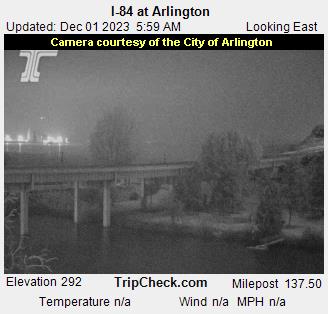 I-84 at Arlington
Updated: Dec 01 2023 5:59 AM Looking East
Camera courtesy of the City of Arlington
Elevation 292 TripCheck.com Milepost 137.50
Temperature n/a Wind n/a MPH n/a